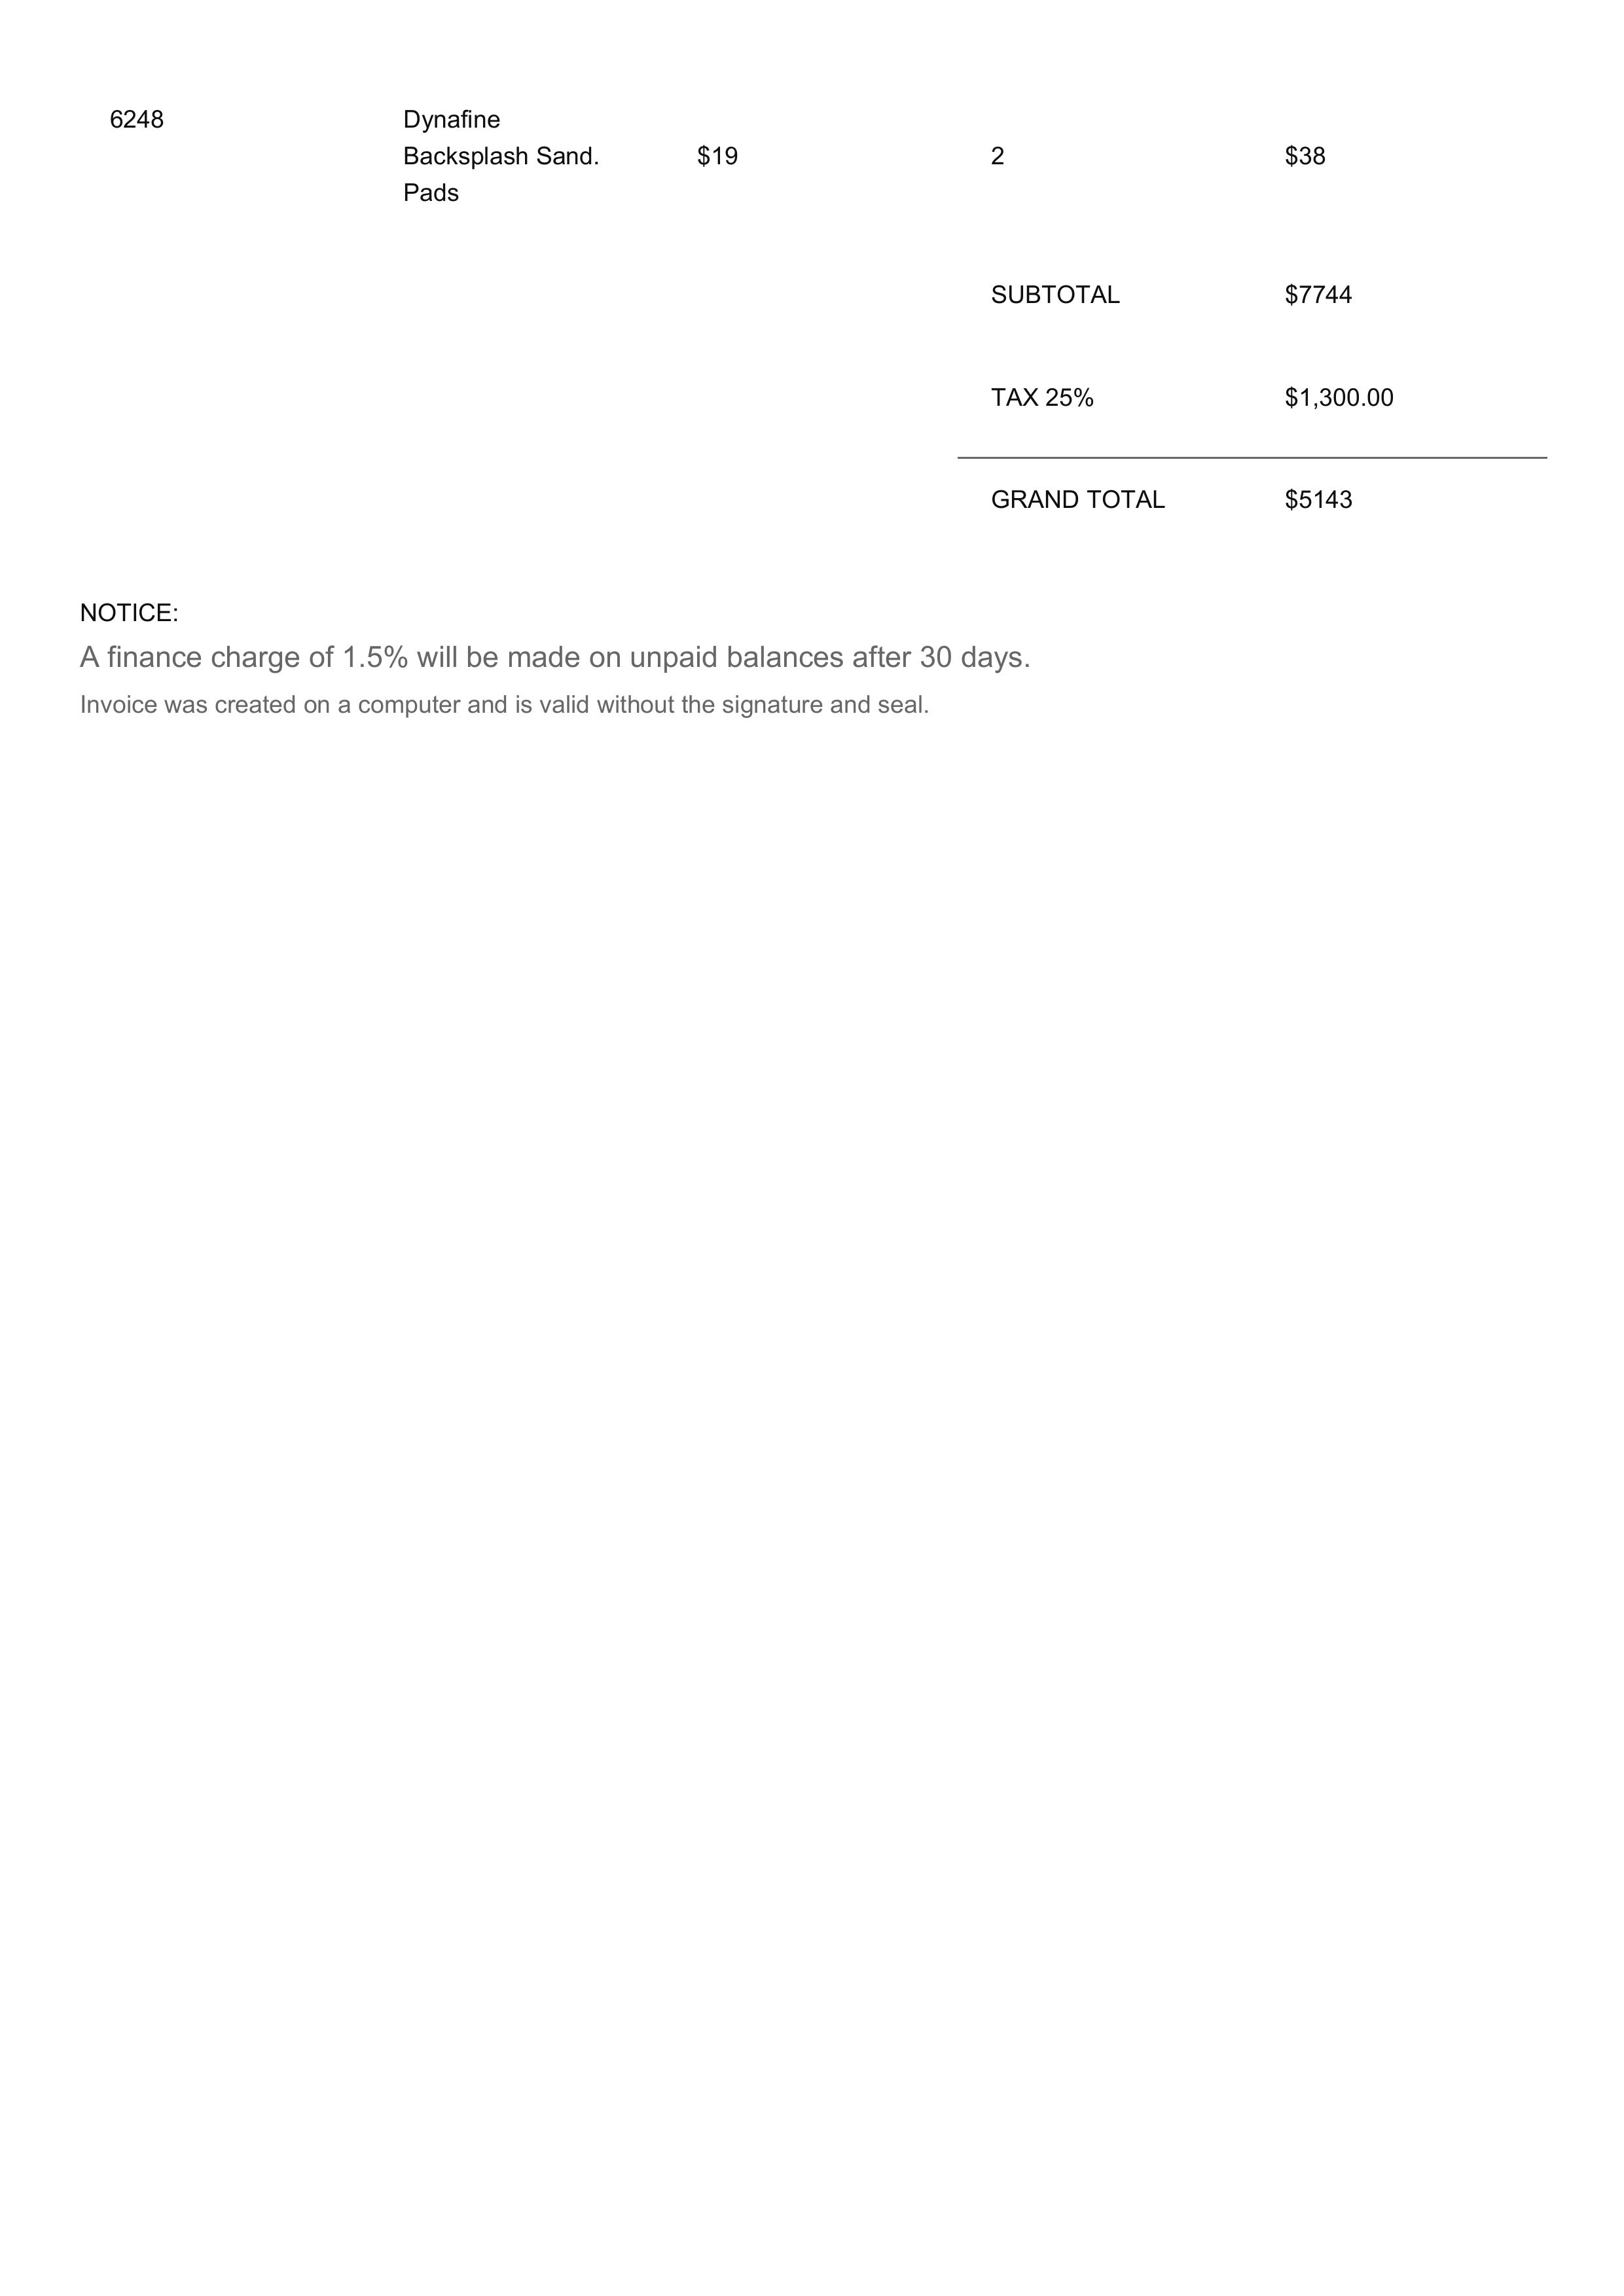 6248 Dynafine
Backsplash Sand. $19 2 $38
Pads
SUBTOTAL $7744
TAX 25% $1,300.00
GRAND TOTAL $5143
NOTICE:
A finance charge of 1.5% will be made on unpaid balances after 30 days.
Invoice was created on a computer and is valid without the signature and seal.